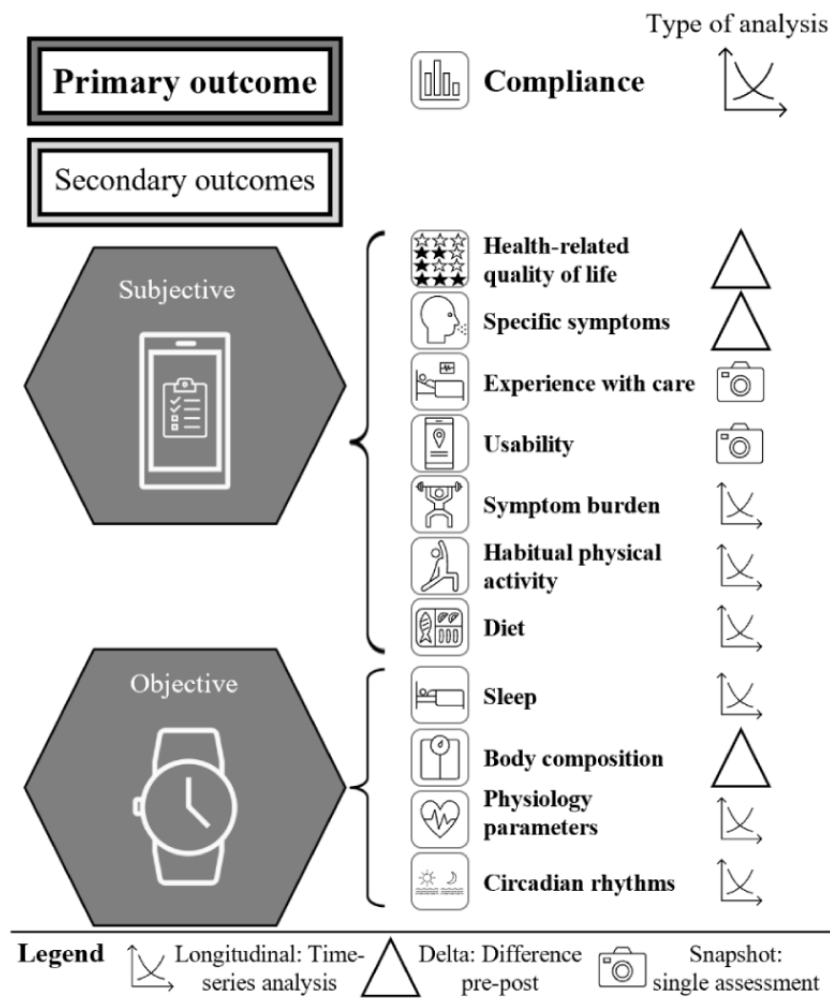 Type of analysis
Primary outcome
Compliance
Secondary outcomes
Subjective
Health-related
quality of life
Specific symptoms
Experience with care
Usability
Symptom burden
Habitual physical
activity
Diet
Objective
Sleep
Body composition
Physiology
parameters
Circadian rhythms
Legend
Longitudinal: Time-
series analysis
Delta: Difference
pre-post
Snapshot:
single assessment